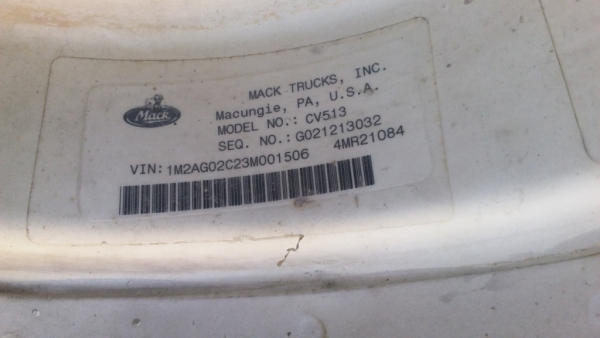 Mack
MACK TRUCKS, INC.
Macungie, PA, U.S.A.
MODEL NO.: CV513
SEQ. NO.: G021213032
VIN: 1M2AG02C23M001506 4MR21084